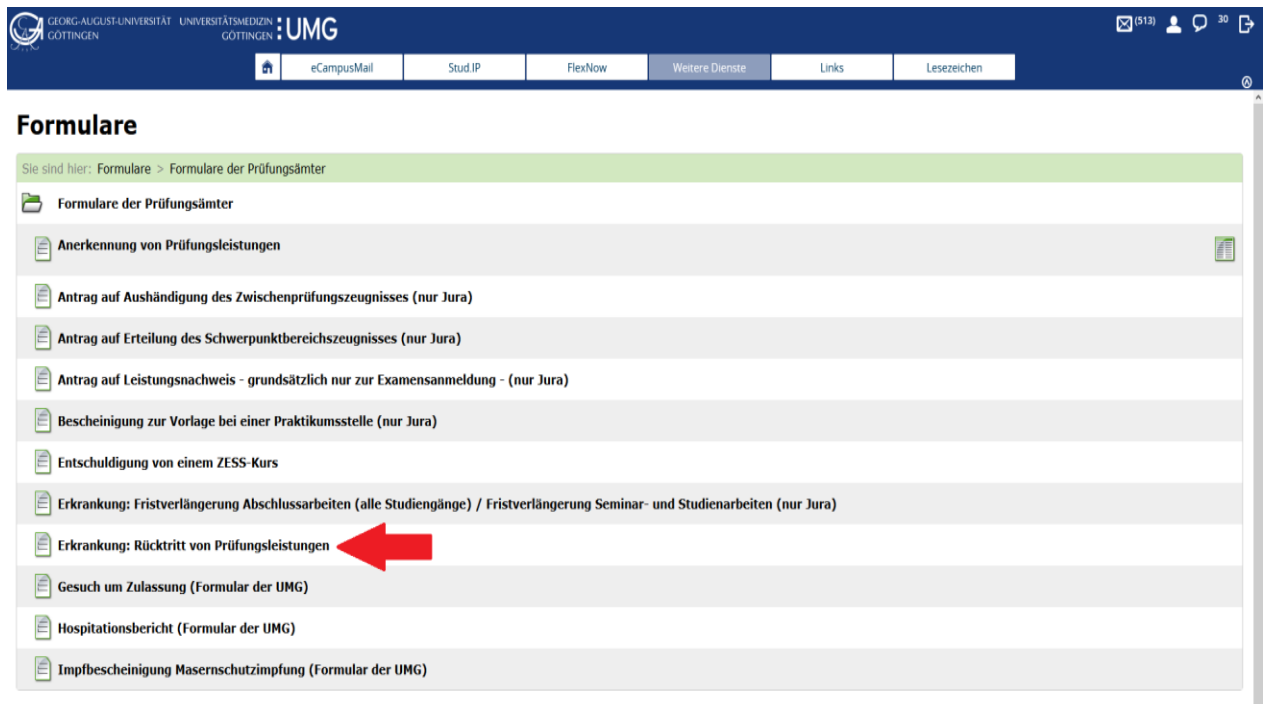 GEORG-AUGUST-UNIVERSITÄT UNIVERSITÄTSMEDIZIN : UMG
GÖTTINGEN GÖTTINGEN
(513) 30
eCampusMail Stud.IP FlexNow Weitere Dienste Links Lesezeichen
Formulare
Sie sind hier: Formulare > Formulare der Prüfungsämter
Formulare der Prüfungsämter
Anerkennung von Prüfungsleistungen
Antrag auf Aushändigung des Zwischenprüfungszeugnisses (nur Jura)
Antrag auf Erteilung des Schwerpunktbereichszeugnisses (nur Jura)
Antrag auf Leistungsnachweis - grundsätzlich nur zur Examensanmeldung - (nur Jura)
Bescheinigung zur Vorlage bei einer Praktikumsstelle (nur Jura)
Entschuldigung von einem ZESS-Kurs
Erkrankung: Fristverlängerung Abschlussarbeiten (alle Studiengänge) / Fristverlängerung Seminar- und Studienarbeiten (nur Jura)
Erkrankung: Rücktritt von Prüfungsleistungen
Gesuch um Zulassung (Formular der UMG)
Hospitationsbericht (Formular der UMG)
Impfbescheinigung Masernschutzimpfung (Formular der UMG)